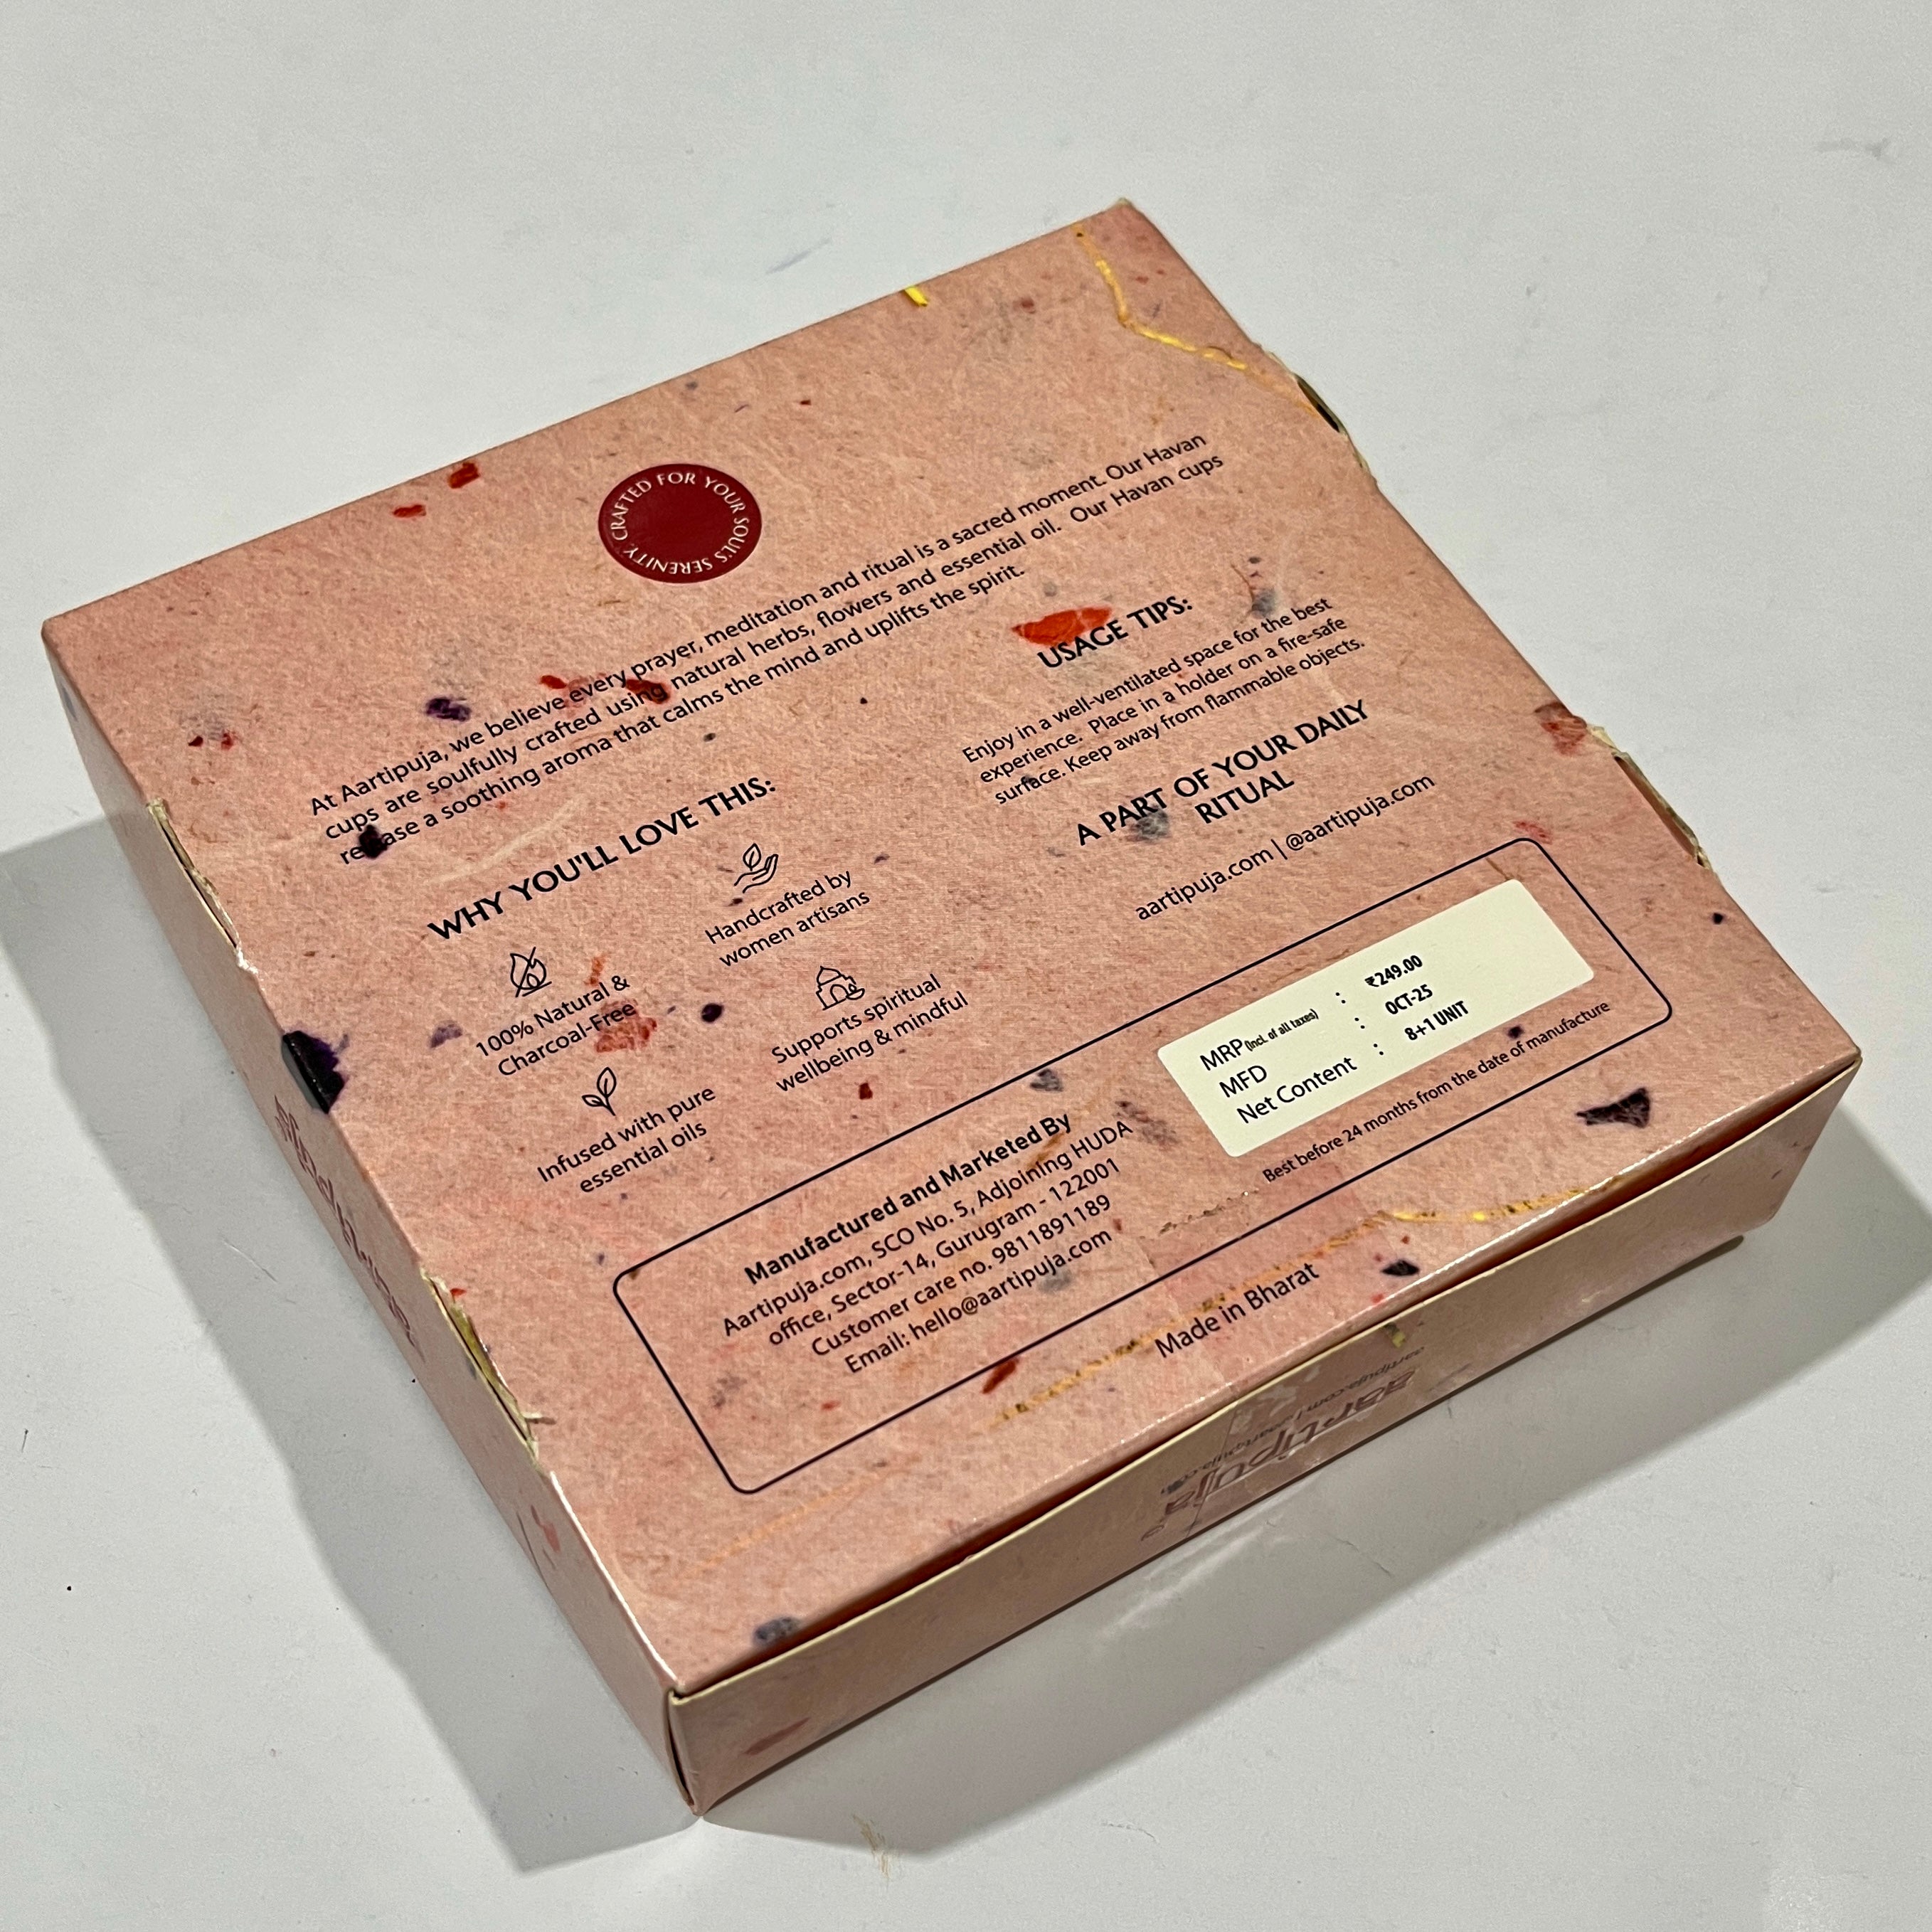 CRAFTED FOR YOUR SOUL'S SERENITY.
At Aartipuja, we believe every prayer, meditation and ritual is a sacred moment. Our Havan
cups are soulfully crafted using natural herbs, flowers and essential oil. Our Havan cups
release a soothing aroma that calms the mind and uplifts the spirit.
WHY YOU'LL LOVE THIS:
100% Natural &
Charcoal-Free
Handcrafted by
women artisans
Infused with pure
essential oils
Supports spiritual
wellbeing & mindful
USAGE TIPS:
Enjoy in a well-ventilated space for the best
experience. Place in a holder on a fire-safe
surface. Keep away from flammable objects.
A PART OF YOUR DAILY
RITUAL
aartipuja.com | @aartipuja.com
Manufactured and Marketed By
Aartipuja.com, SCO No. 5, Adjoining HUDA
office, Sector-14, Gurugram - 122001
Customer care no. 9811891189
Email: hello@aartipuja.com
MRP (Incl. of all taxes) : ₹249.00
MFD : OCT-25
Net Content : 8+1 UNIT
Best before 24 months from the date of manufacture
Made in Bharat
aartipuja
aartipuja.com | @aartipuja.com